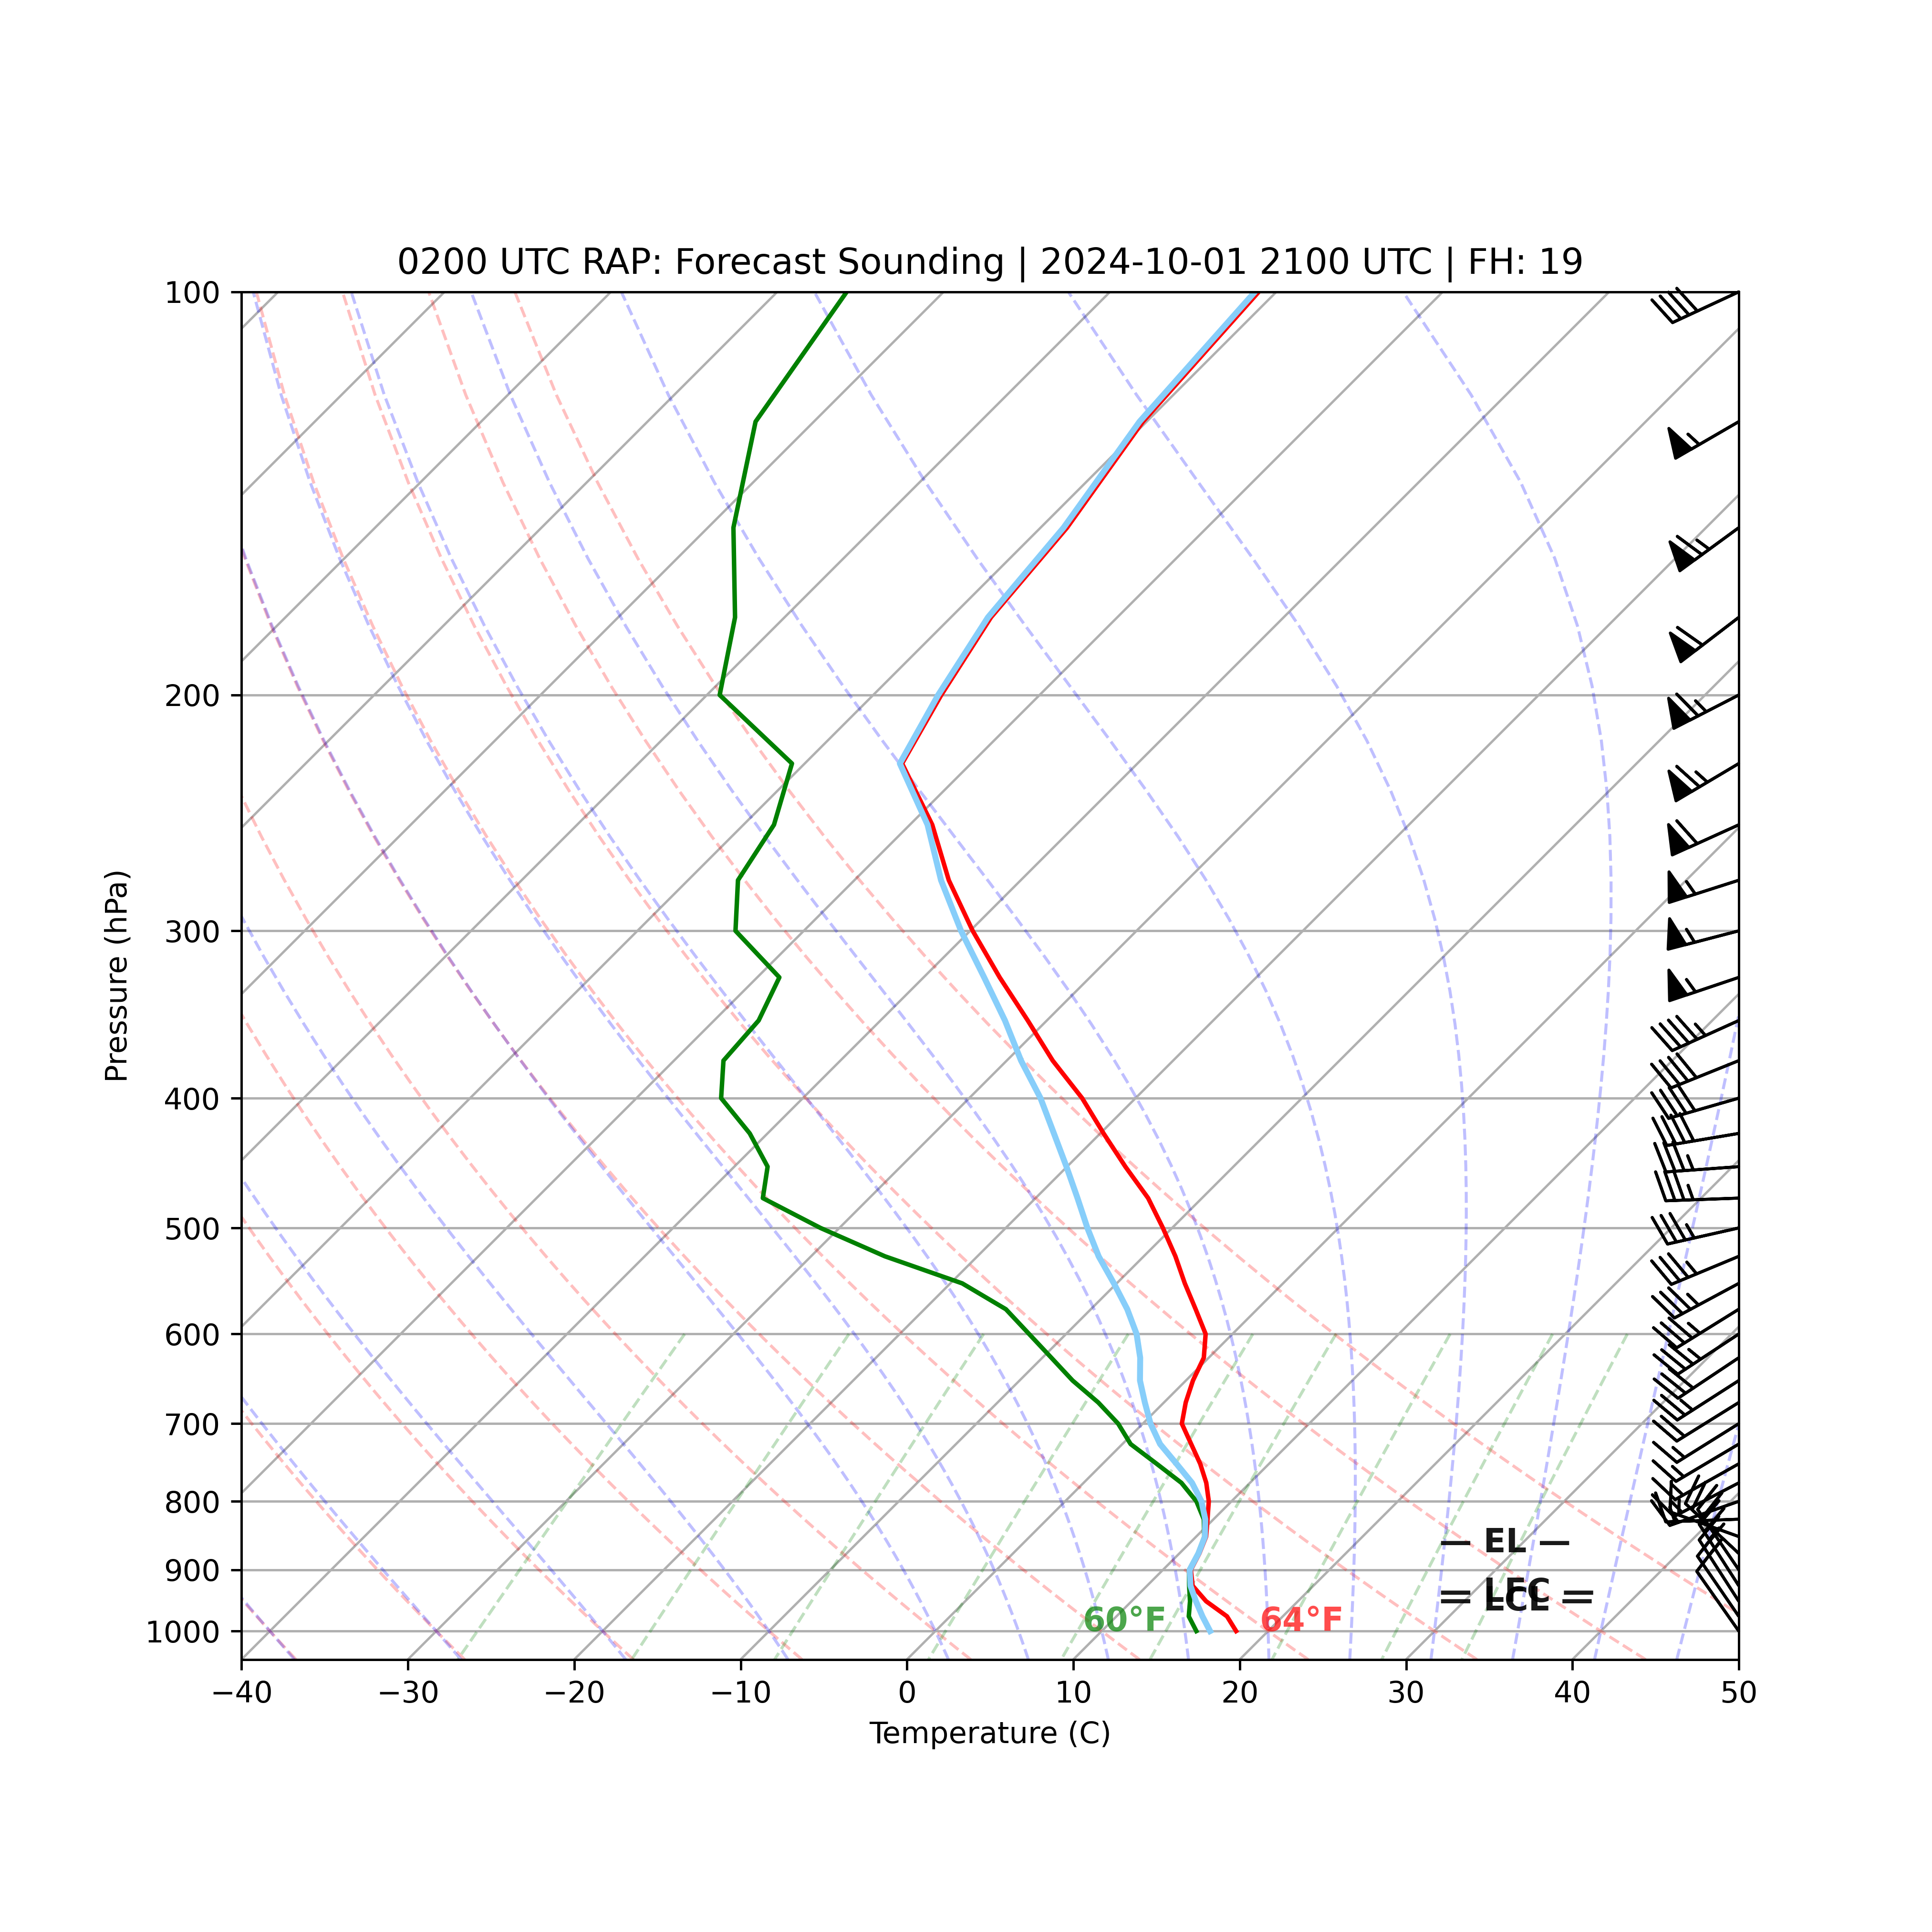 0200 UTC RAP: Forecast Sounding | 2024-10-01 2100 UTC | FH: 19
100
200
300
400
500
600
700
800
900
1000
Pressure (hPa)
— EL —
— LFC —
— LCL —
60°F
64°F
−40 −30 −20 −10 0 10 20 30 40 50
Temperature (C)